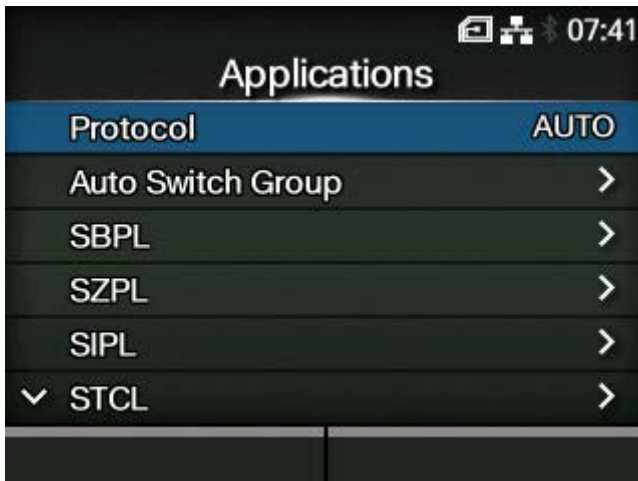 07:41
Applications
Protocol AUTO
Auto Switch Group
SBPL
SZPL
SIPL
STCL